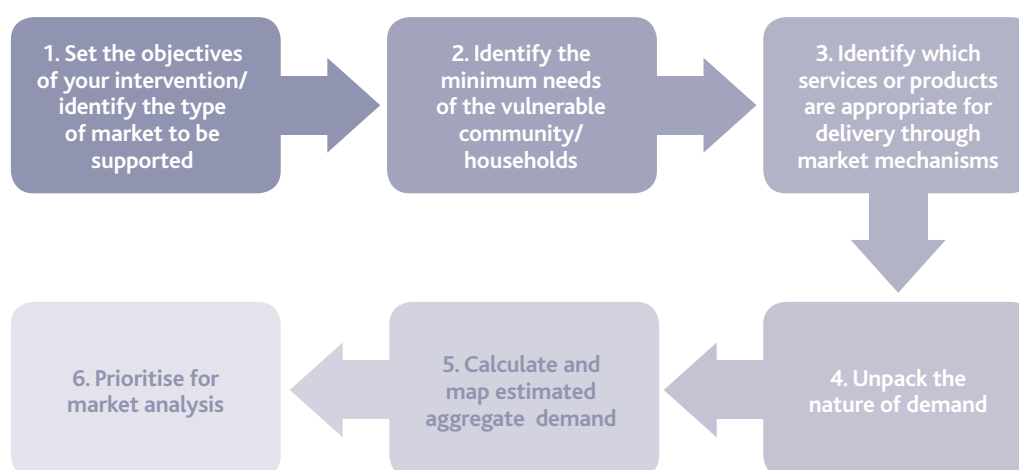 1. Set the objectives
of your intervention/
identify the type
of market to be
supported
2. Identify the
minimum needs
of the vulnerable
community/
households
3. Identify which
services or products
are appropriate for
delivery through
market mechanisms
4. Unpack the
nature of demand
5. Calculate and
map estimated
aggregate demand
6. Prioritise for
market analysis